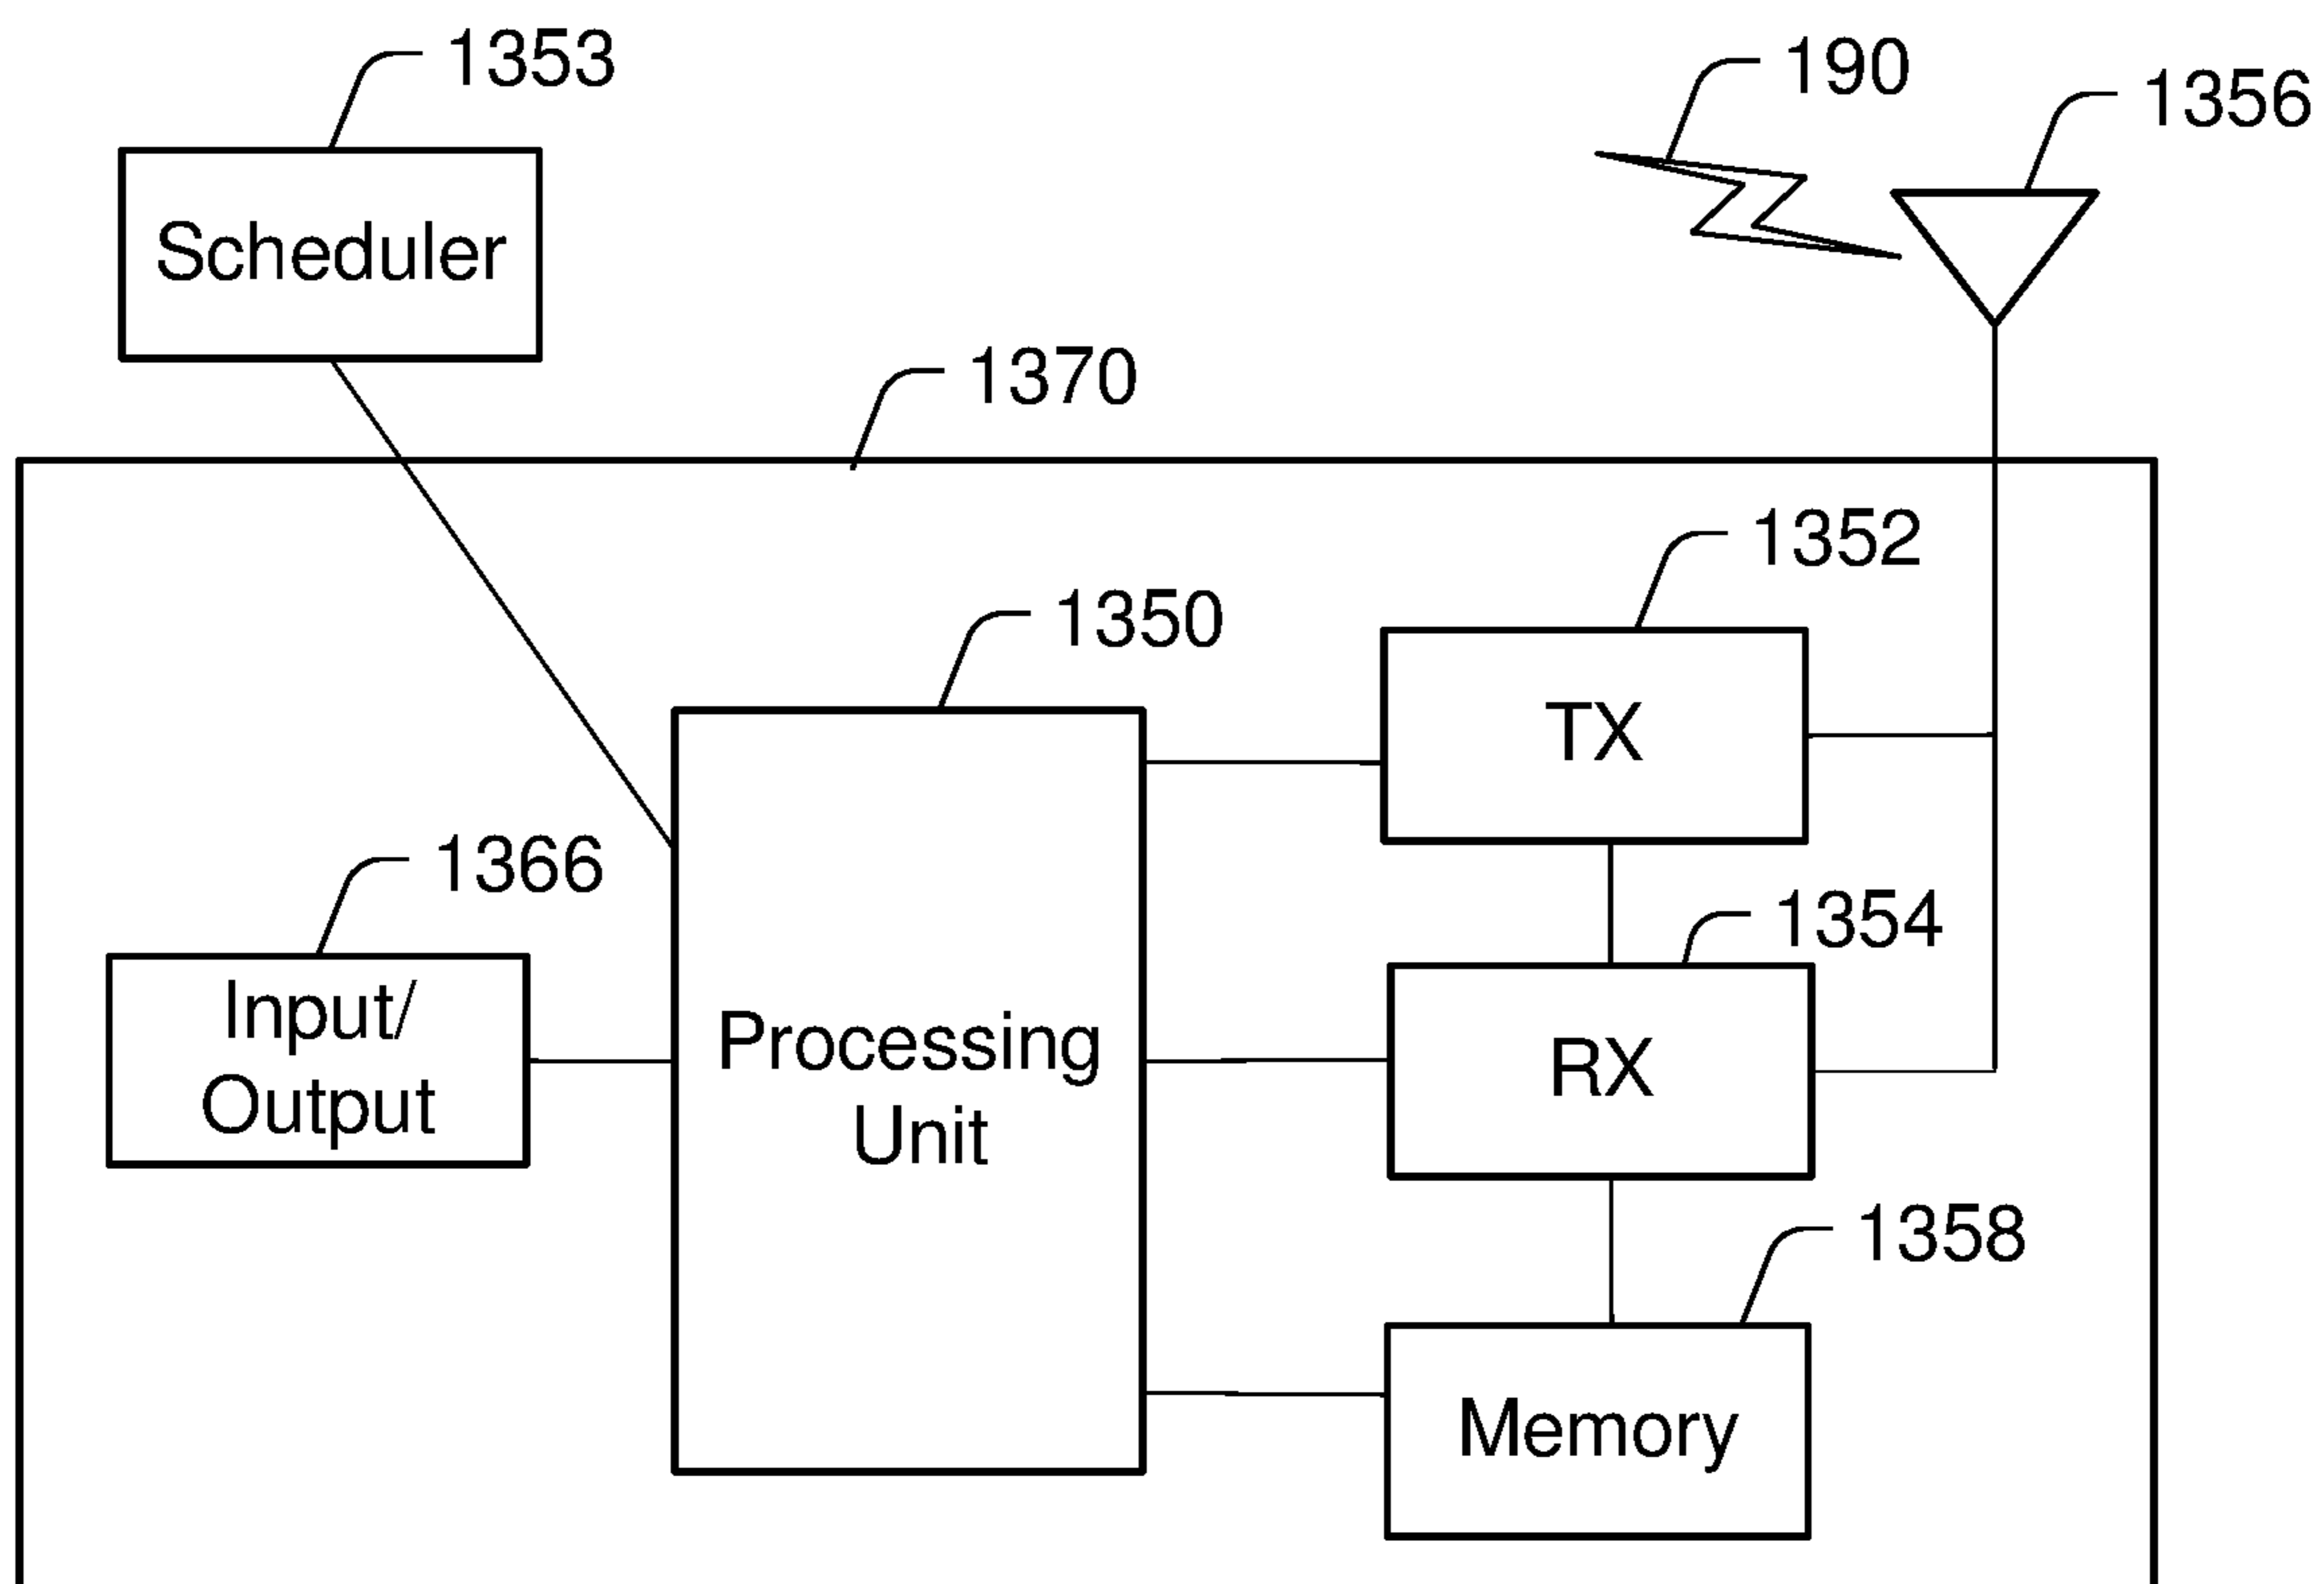 1353
190
1356
Scheduler
1370
1352
1350
TX
1366
1354
Input/
Output
Processing
Unit
RX
1358
Memory